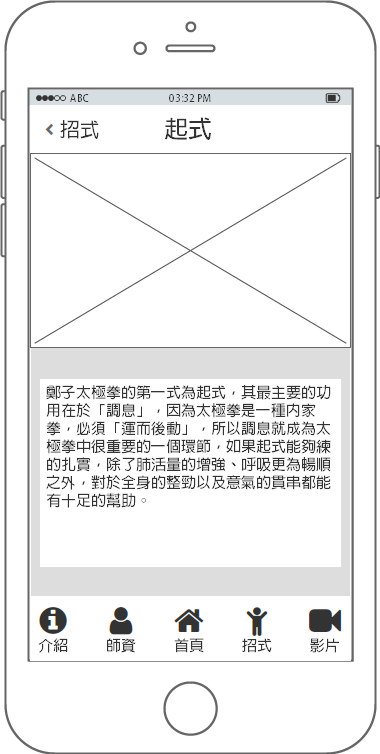 ABC 03:32 PM
招式 起式
鄭子太極拳的第一式為起式，其最主要的功
用在於「調息」，因為太極拳是一種內家
拳，必須「運而後動」，所以調息就成為太
極拳中很重要的一個環節，如果起式能夠練
的扎實，除了肺活量的增強、呼吸更為暢順
之外，對於全身的整勁以及意氣的貫串都能
有十足的幫助。
介紹 師資 首頁 招式 影片